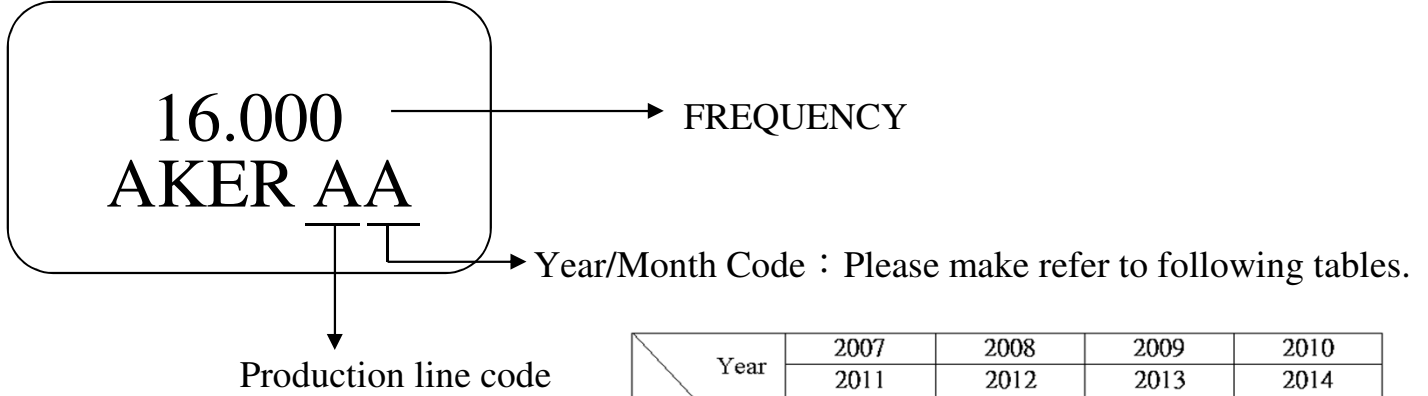 16.000
FREQUENCY
AKER AA
Year/Month Code：Please make refer to following tables.
Production line code
Year 2007 2008 2009 2010
2011 2012 2013 2014